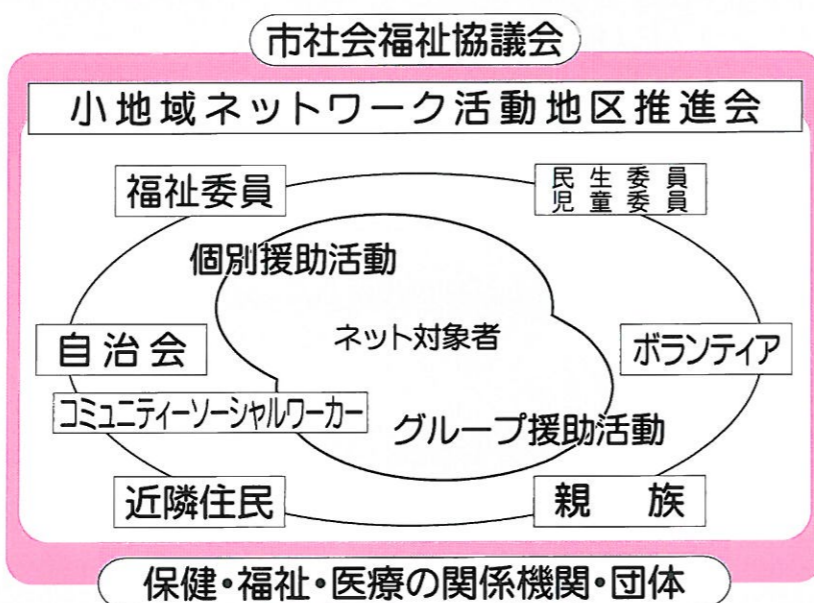 市社会福祉協議会
小地域ネットワーク活動地区推進会
福祉委員
民生委員
児童委員
個別援助活動
ネット対象者
自治会
ボランティア
コミュニティーソーシャルワーカー
グループ援助活動
近隣住民
親族
保健・福祉・医療の関係機関・団体